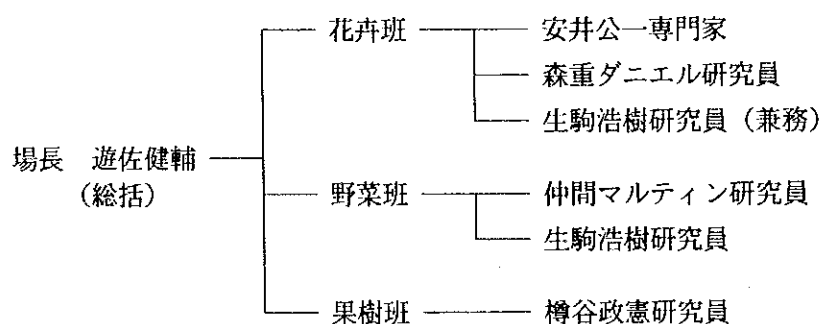 花卉班
安井公一専門家
森重ダニエル研究員
生駒浩樹研究員（兼務）
場長　遊佐健輔
（総括）
野菜班
仲間マルティン研究員
生駒浩樹研究員
果樹班
樽谷政憲研究員